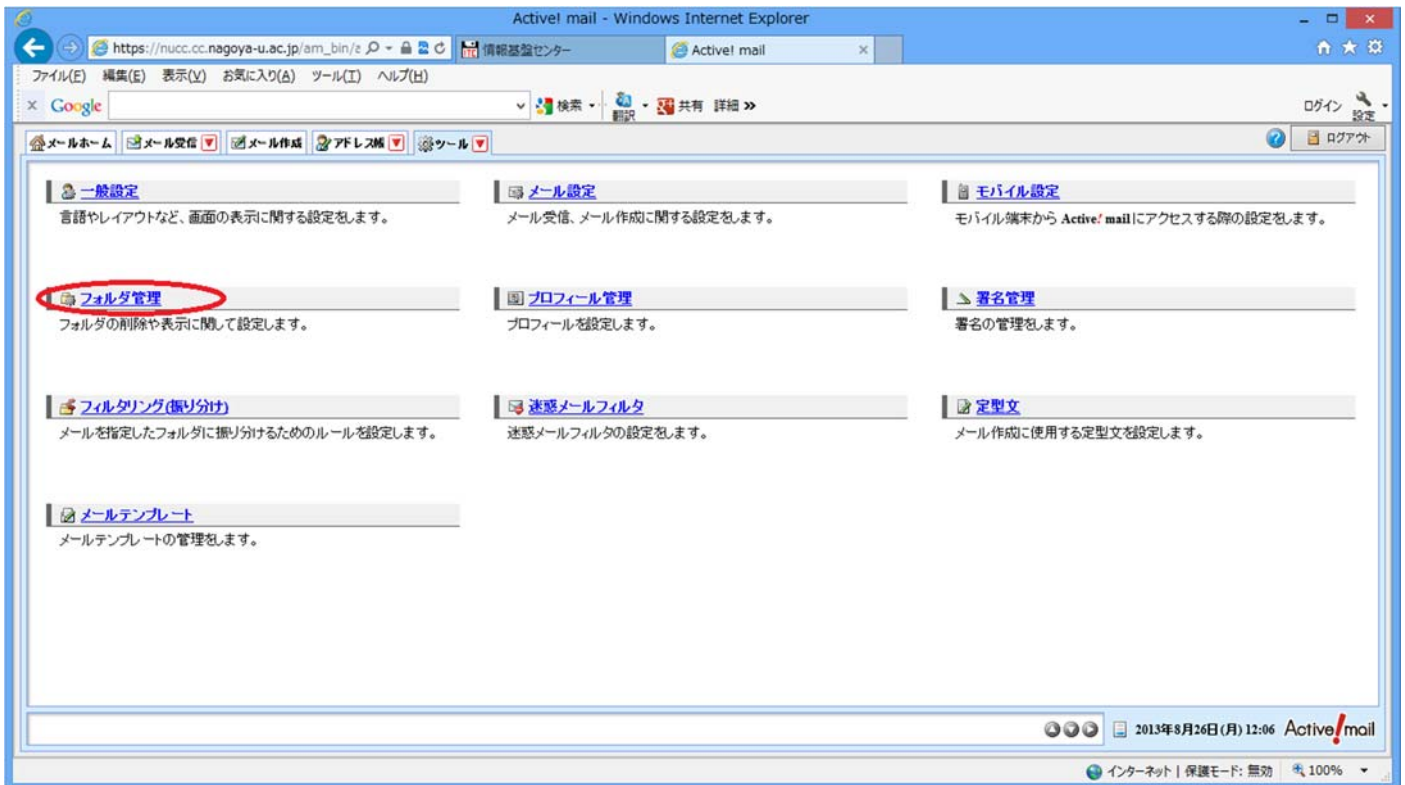 Active! mail - Windows Internet Explorer
https://nucc.cc.nagoya-u.ac.jp/am_bin/a
情報基盤センター
Active! mail
ファイル(F) 編集(E) 表示(V) お気に入り(A) ツール(T) ヘルプ(H)
Google 検索 翻訳 共有 詳細 » ログイン 設定
メールホーム メール受信 メール作成 アドレス帳 ツール ログアウト
一般設定 メール設定 モバイル設定
言語やレイアウトなど、画面の表示に関する設定をします。 メール受信、メール作成に関する設定をします。 モバイル端末から Active! mail にアクセスする際の設定をします。
フォルダ管理 プロフィール管理 署名管理
フォルダの削除や表示に関して設定します。 プロフィールを設定します。 署名の管理をします。
フィルタリング(振り分け) 迷惑メールフィルタ 定型文
メールを指定したフォルダに振り分けるためのルールを設定します。 迷惑メールフィルタの設定をします。 メール作成に使用する定型文を設定します。
メールテンプレート
メールテンプレートの管理をします。
2013年8月26日(月) 12:06 Active! mail
インターネット | 保護モード: 無効 100%